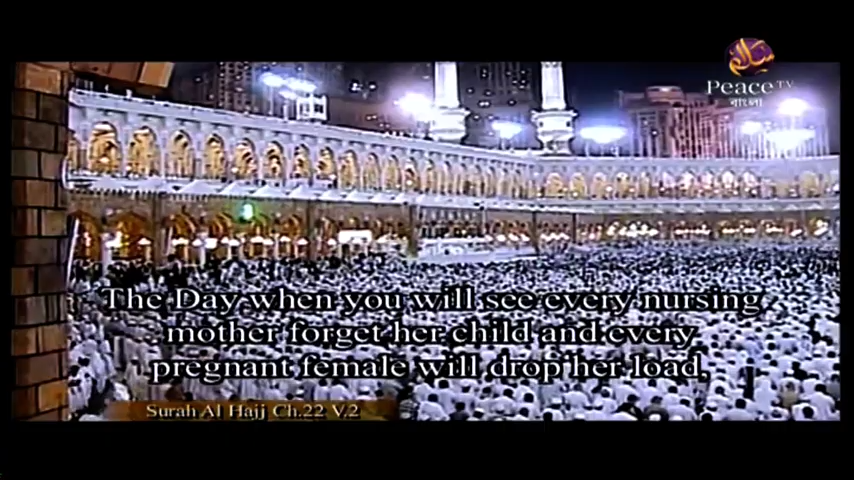 سلام
Peace TV
বাংলা
The Day when you will see every nursing
mother forget her child and every
pregnant female will drop her load.
Surah Al Hajj Ch.22 V.2